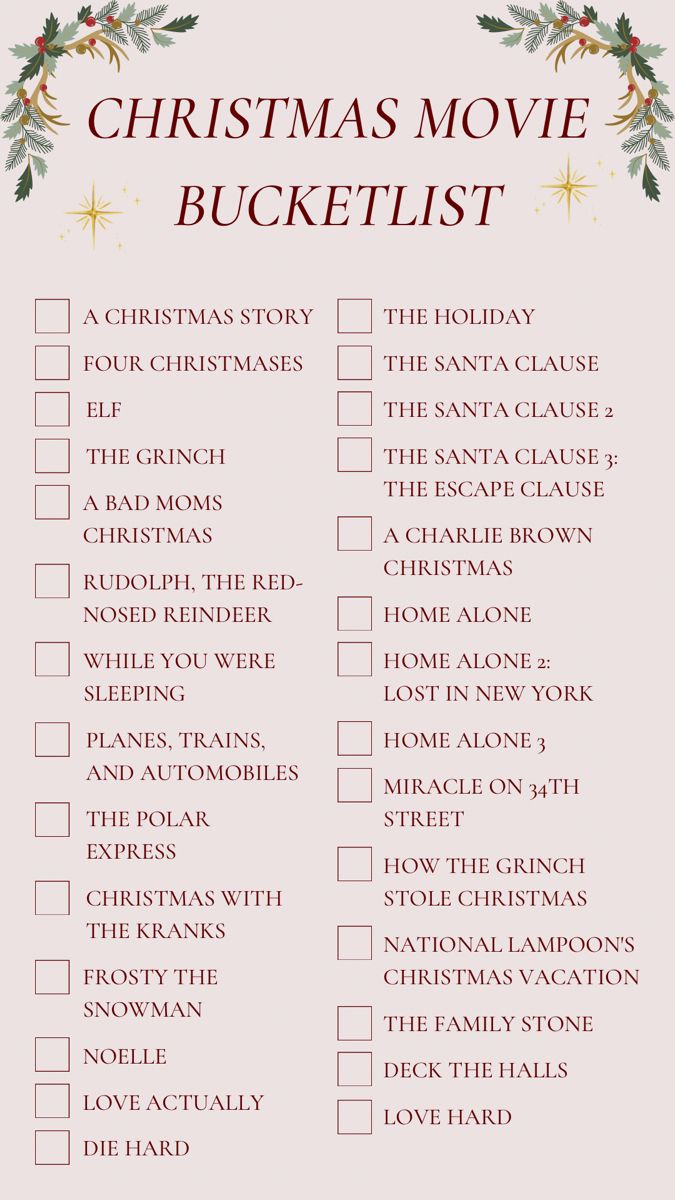 CHRISTMAS MOVIE
BUCKETLIST
A CHRISTMAS STORY
FOUR CHRISTMASES
ELF
THE GRINCH
A BAD MOMS
CHRISTMAS
RUDOLPH, THE RED-
NOSED REINDEER
WHILE YOU WERE
SLEEPING
PLANES, TRAINS,
AND AUTOMOBILES
THE POLAR
EXPRESS
CHRISTMAS WITH
THE KRANKS
FROSTY THE
SNOWMAN
NOELLE
LOVE ACTUALLY
DIE HARD
THE HOLIDAY
THE SANTA CLAUSE
THE SANTA CLAUSE 2
THE SANTA CLAUSE 3:
THE ESCAPE CLAUSE
A CHARLIE BROWN
CHRISTMAS
HOME ALONE
HOME ALONE 2:
LOST IN NEW YORK
HOME ALONE 3
MIRACLE ON 34TH
STREET
HOW THE GRINCH
STOLE CHRISTMAS
NATIONAL LAMPOON'S
CHRISTMAS VACATION
THE FAMILY STONE
DECK THE HALLS
LOVE HARD